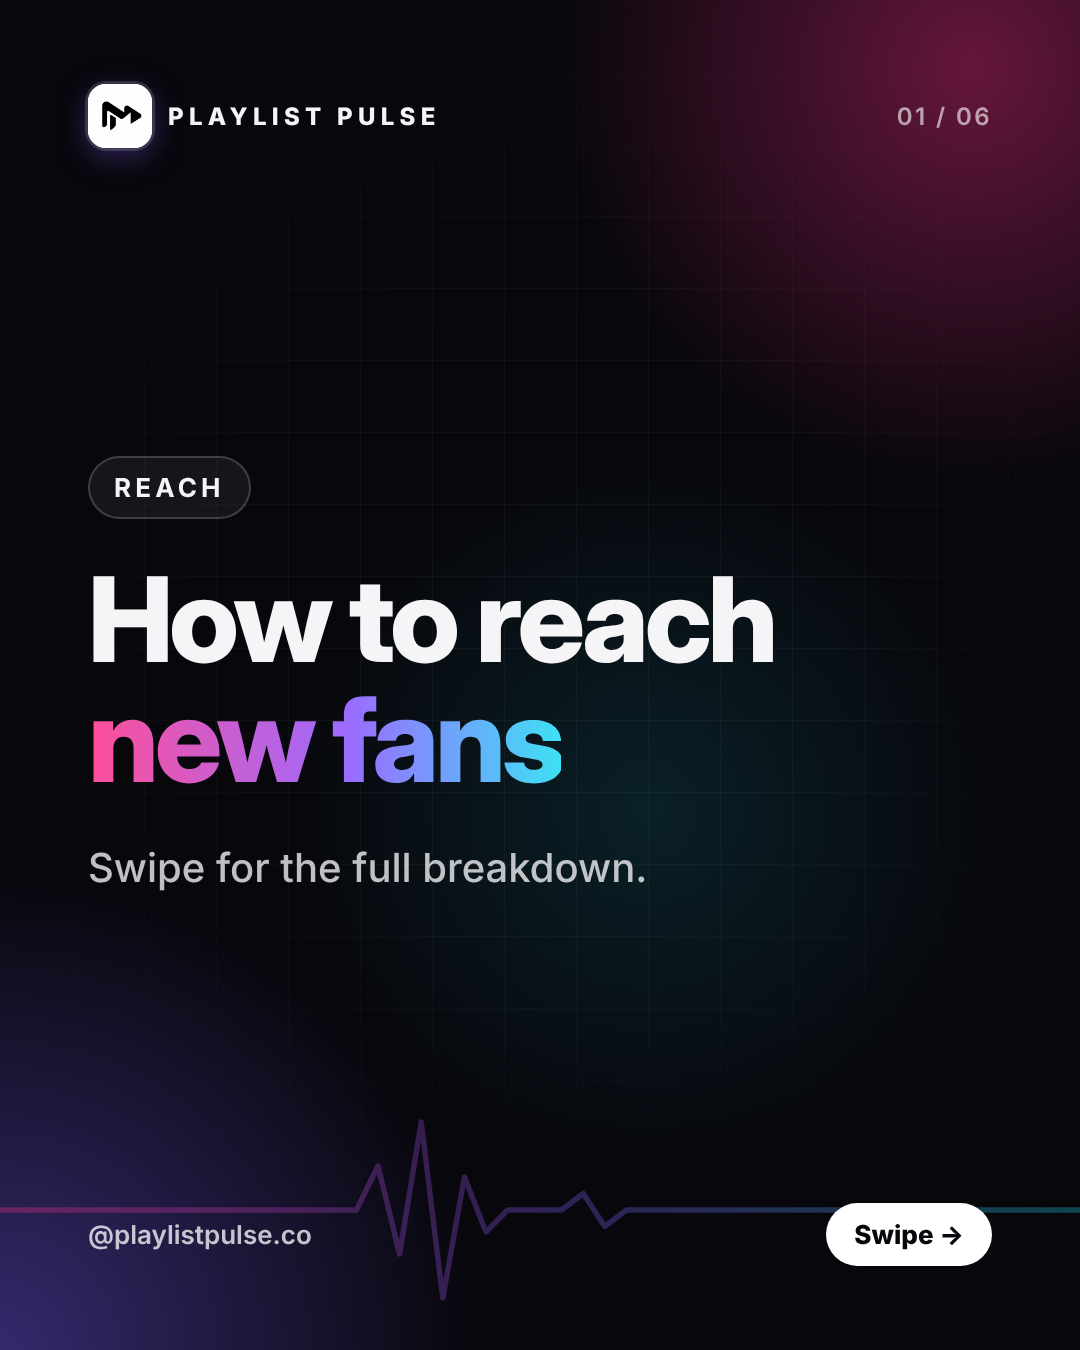 PLAYLIST PULSE
01 / 06
REACH
How to reach
new fans
Swipe for the full breakdown.
@playlistpulse.co
Swipe →